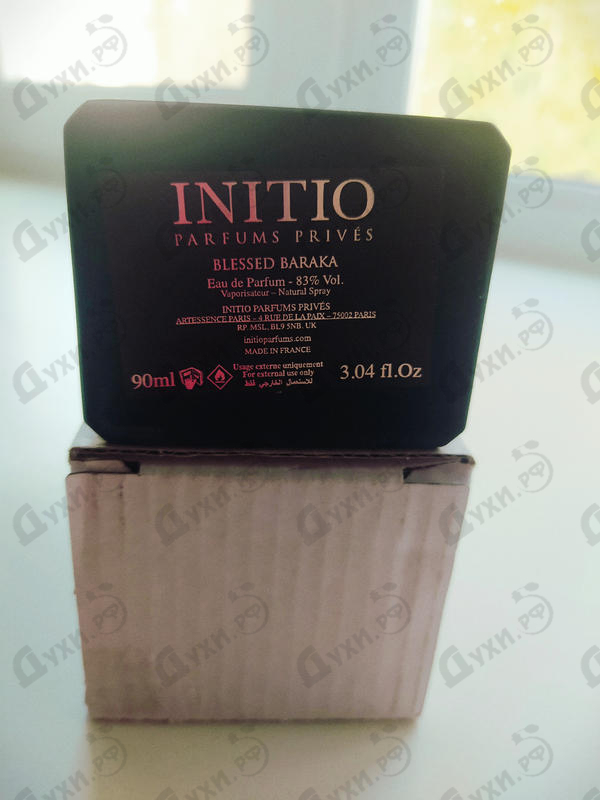 INITIO
PARFUMS PRIVÉS
BLESSED BARAKA
Eau de Parfum - 83% Vol.
Vaporisateur – Natural Spray
INITIO PARFUMS PRIVÉS
ARTESSENCE PARIS – 4 RUE DE LA PAIX – 75002 PARIS
RP. MSL, BL9 5NB. UK
initioparfums.com
MADE IN FRANCE
90ml
Usage externe uniquement
For external use only
للاستعمال الخارجي فقط
3.04 fl.Oz
Духи.рф